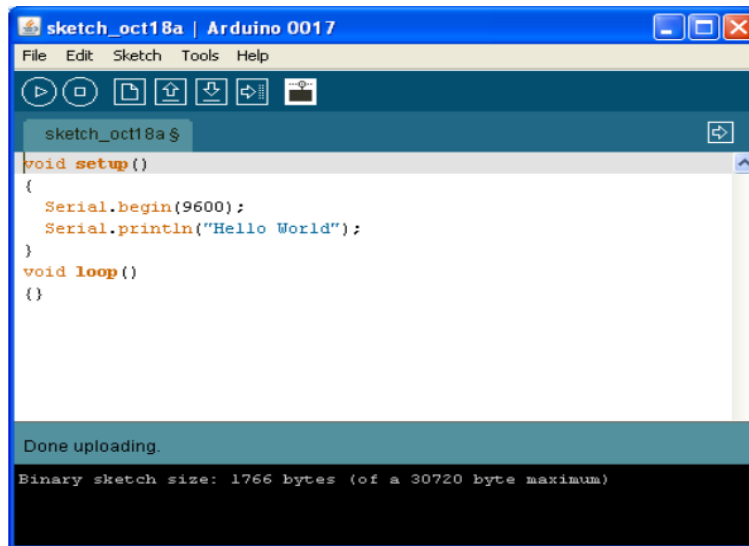 sketch_oct18a | Arduino 0017
File Edit Sketch Tools Help
sketch_oct18a §
void setup()
{
  Serial.begin(9600);
  Serial.println("Hello World");
}
void loop()
{}
Done uploading.
Binary sketch size: 1766 bytes (of a 30720 byte maximum)